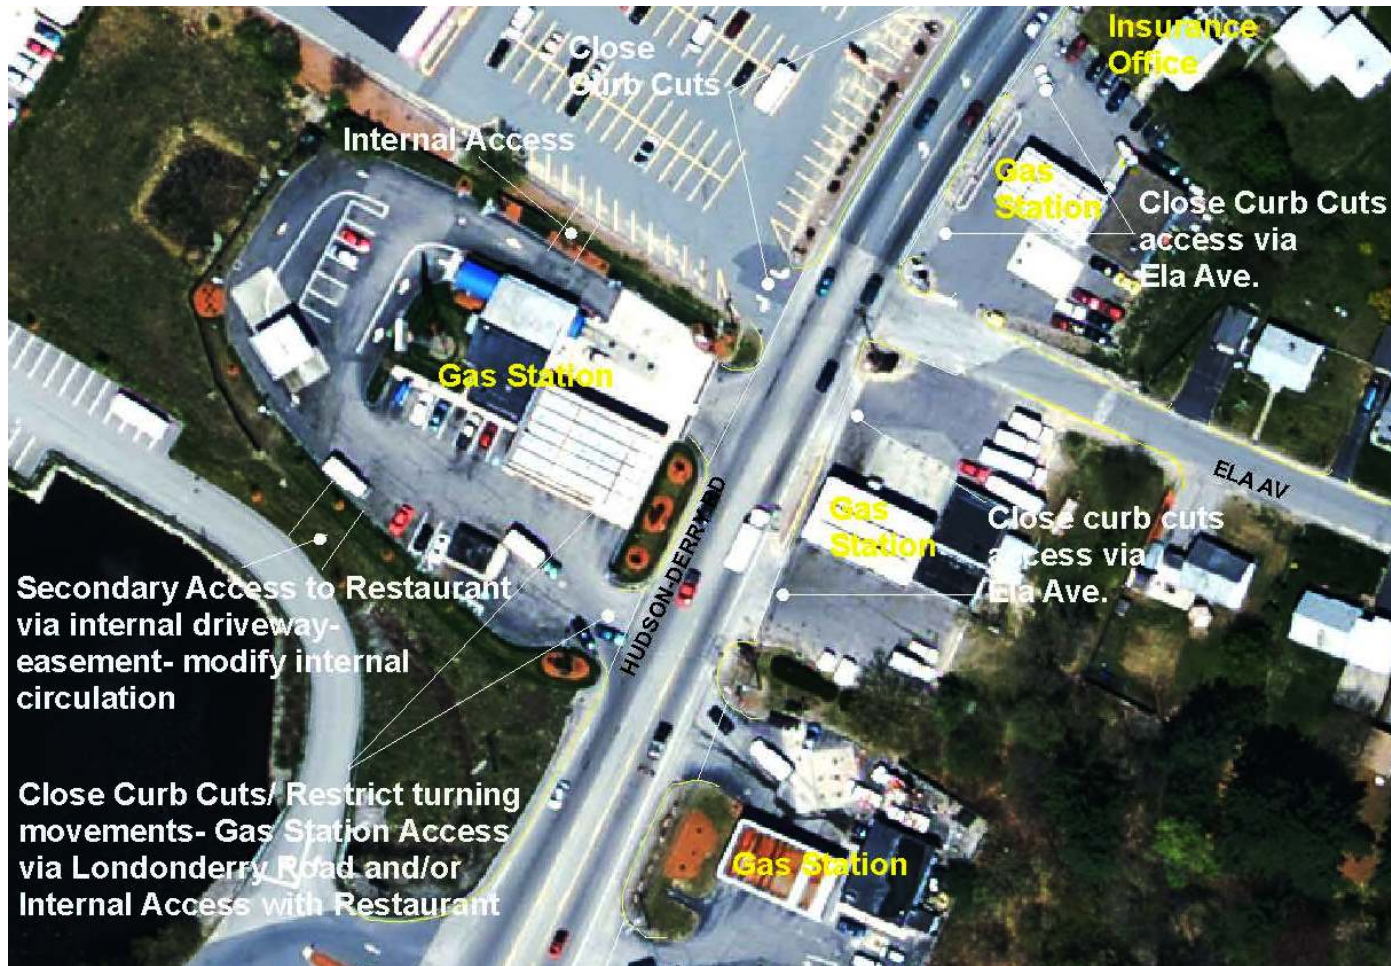 Insurance
Office
Close
Curb Cuts
Internal Access
Gas
Station
Close Curb Cuts
access via
Ela Ave.
Gas Station
ELA AV
Gas
Station
Close curb cuts
access via
Ela Ave.
HUDSON-DERRY RD
Secondary Access to Restaurant
via internal driveway-
easement- modify internal
circulation
Close Curb Cuts/ Restrict turning
movements- Gas Station Access
via Londonderry Road and/or
Internal Access with Restaurant
Gas Station